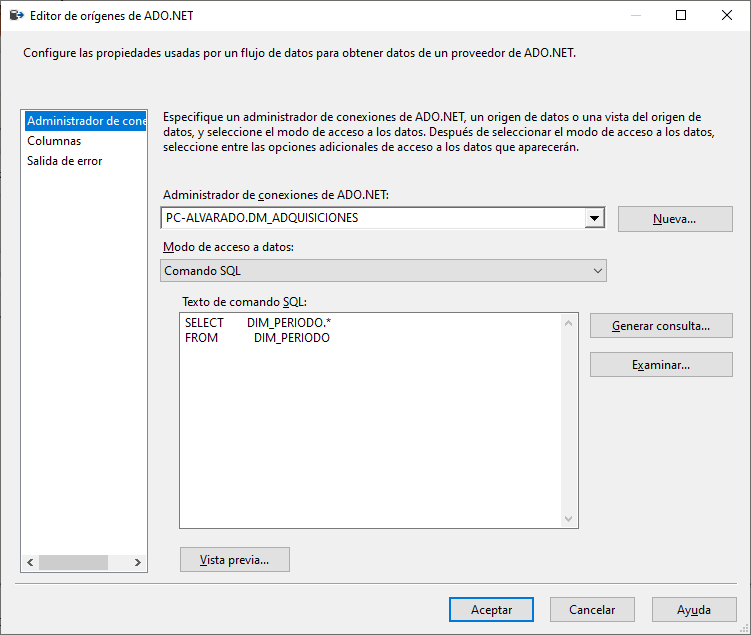 Editor de orígenes de ADO.NET
Configure las propiedades usadas por un flujo de datos para obtener datos de un proveedor de ADO.NET.
Administrador de cone
Columnas
Salida de error
Especifique un administrador de conexiones de ADO.NET, un origen de datos o una vista del origen de
datos, y seleccione el modo de acceso a los datos. Después de seleccionar el modo de acceso a los datos,
seleccione entre las opciones adicionales de acceso a los datos que aparecerán.
Administrador de conexiones de ADO.NET:
PC-ALVARADO.DM_ADQUISICIONES
Nueva...
Modo de acceso a datos:
Comando SQL
Texto de comando SQL:
SELECT DIM_PERIODO.*
FROM DIM_PERIODO
Generar consulta...
Examinar...
Vista previa...
Aceptar
Cancelar
Ayuda